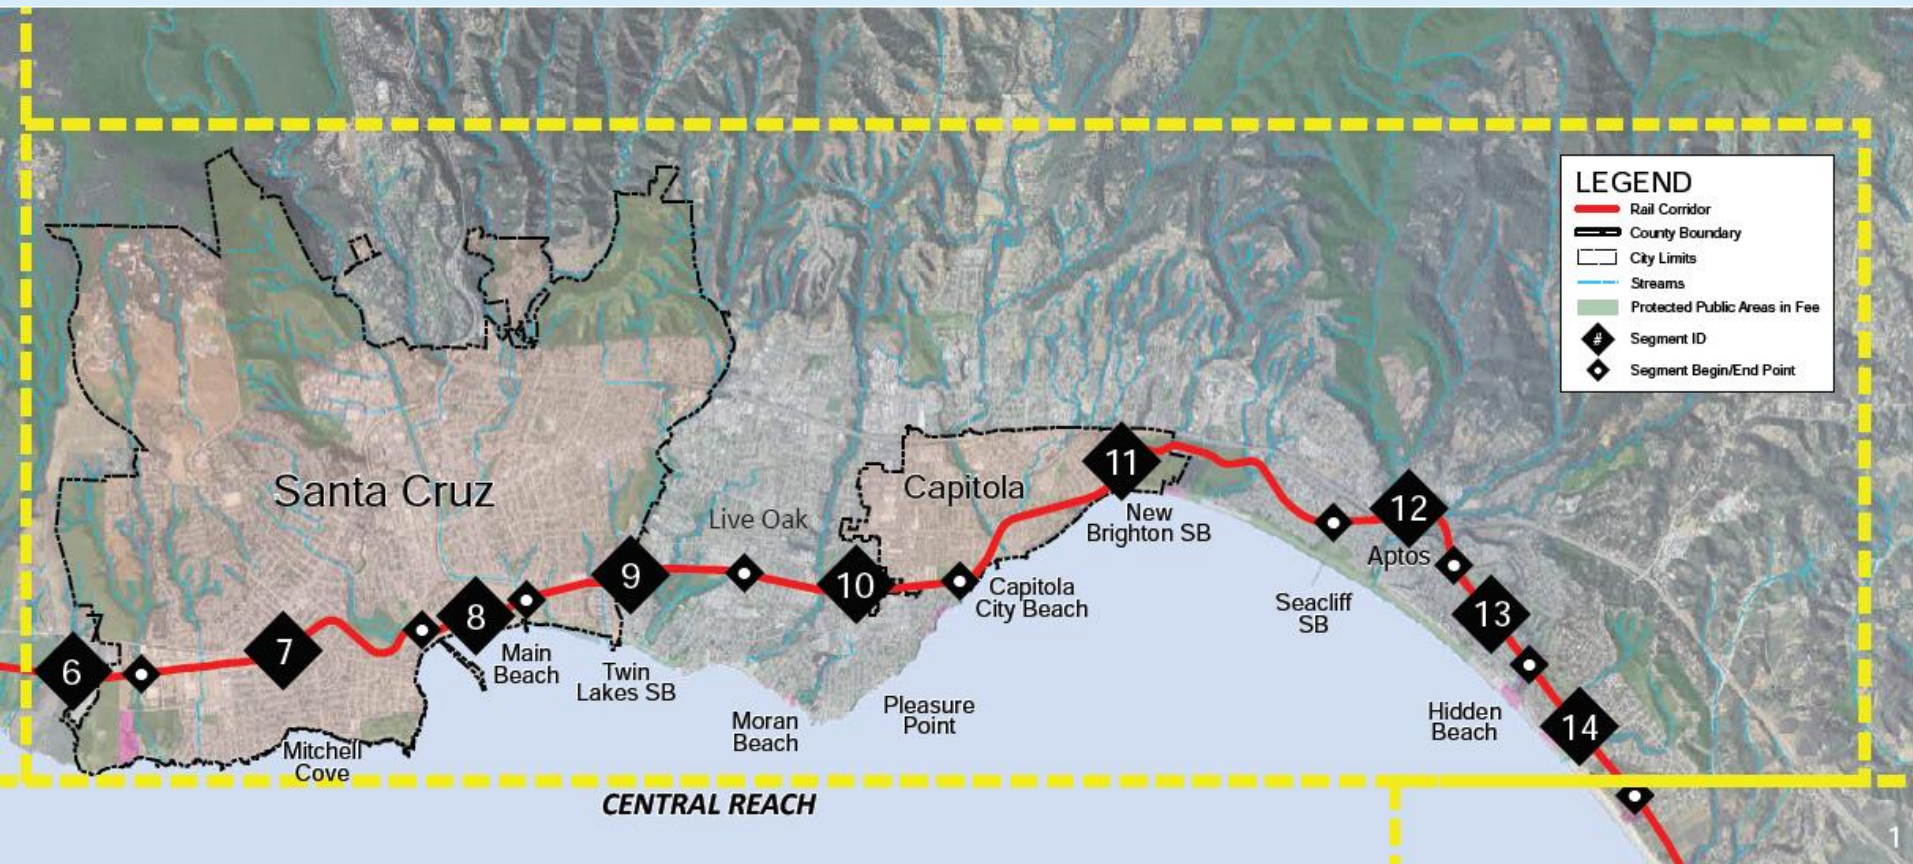 LEGEND
Rail Corridor
County Boundary
City Limits
Streams
Protected Public Areas in Fee
#
Segment ID
Segment Begin/End Point
Santa Cruz
Live Oak
Capitola
11
New
Brighton SB
12
Aptos
9
10
8
7
6
13
14
Capitola
City Beach
Seacliff
SB
Main
Beach
Twin
Lakes SB
Moran
Beach
Pleasure
Point
Hidden
Beach
Mitchell
Cove
CENTRAL REACH
1